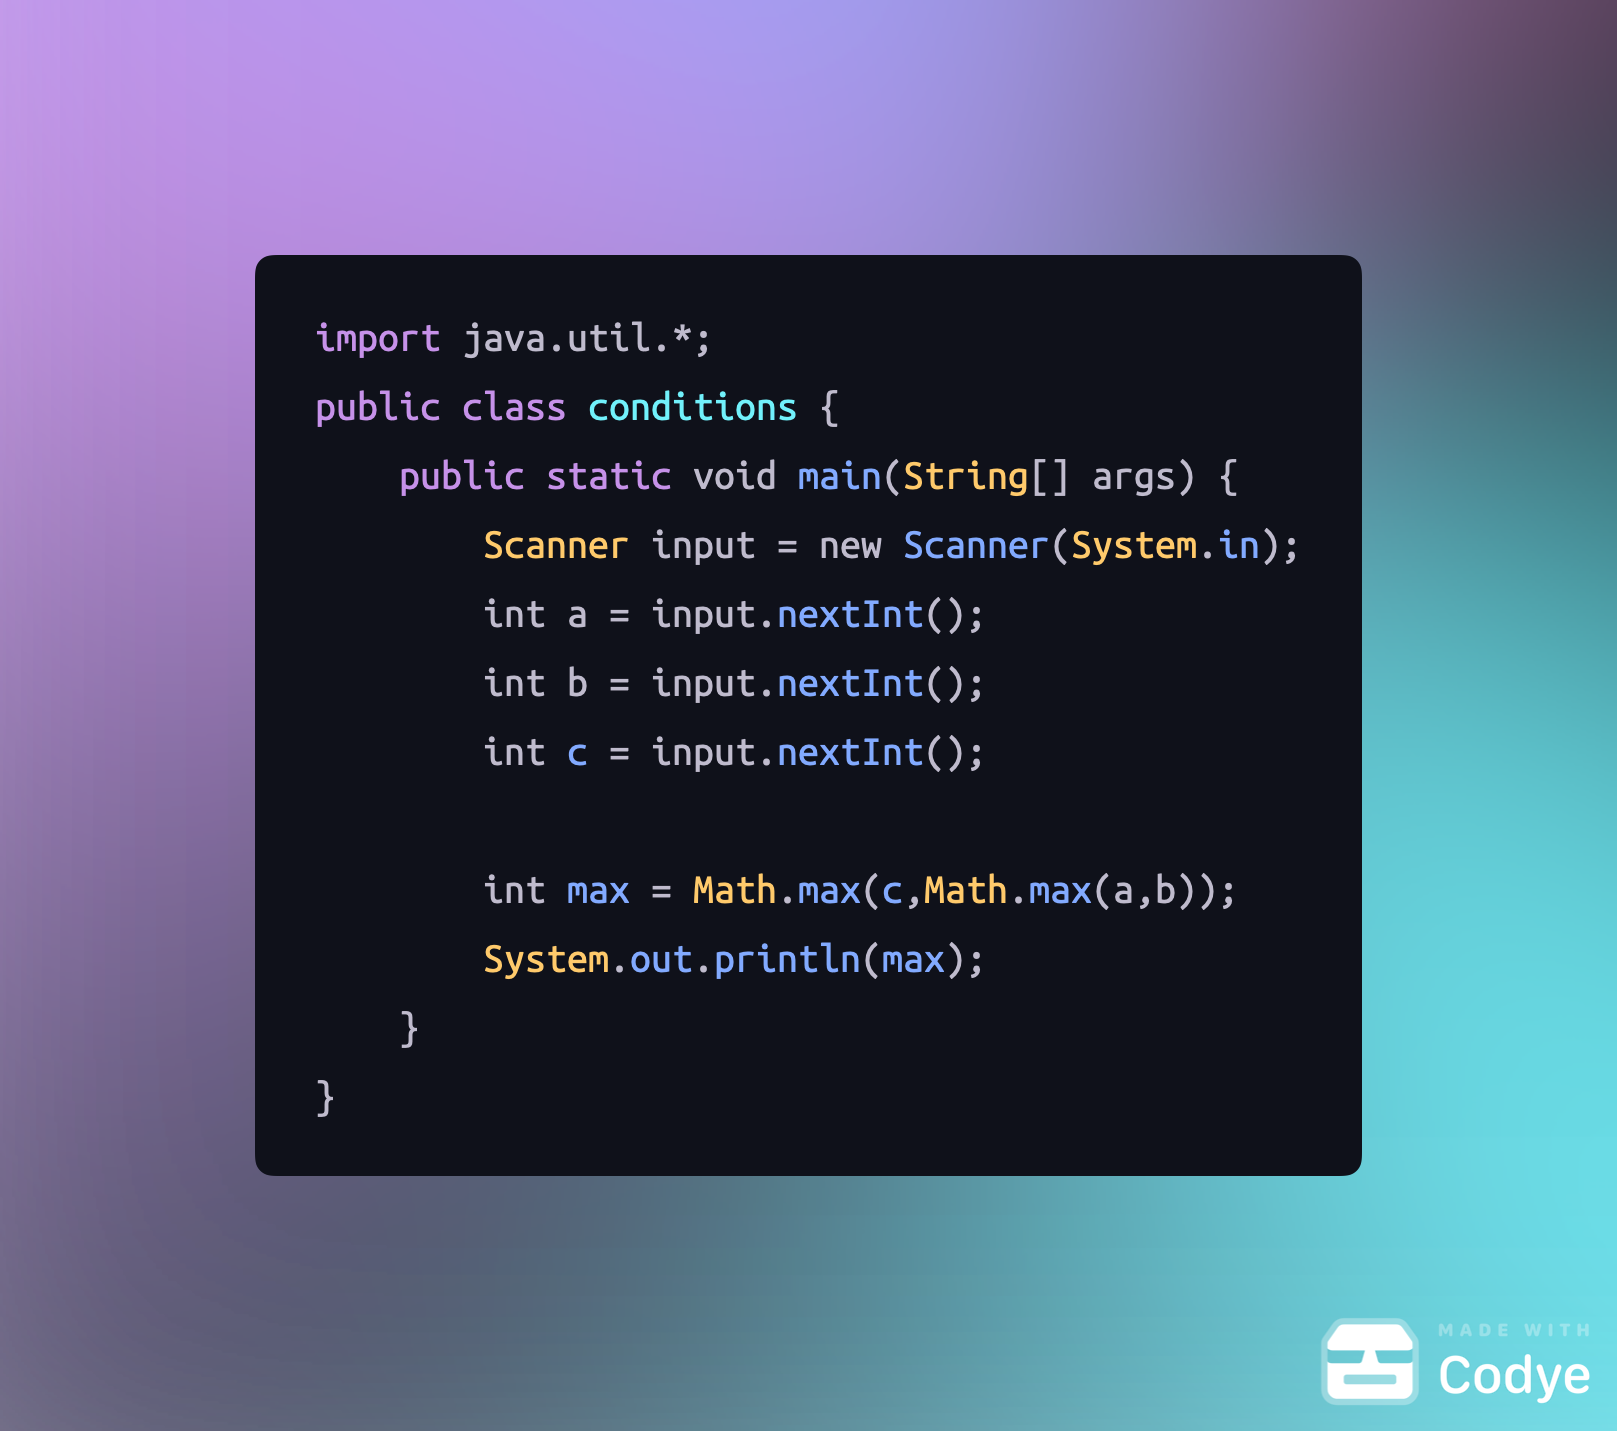 import java.util.*;
public class conditions {
    public static void main(String[] args) {
        Scanner input = new Scanner(System.in);
        int a = input.nextInt();
        int b = input.nextInt();
        int c = input.nextInt();

        int max = Math.max(c,Math.max(a,b));
        System.out.println(max);
    }
}
MADE WITH
Codye